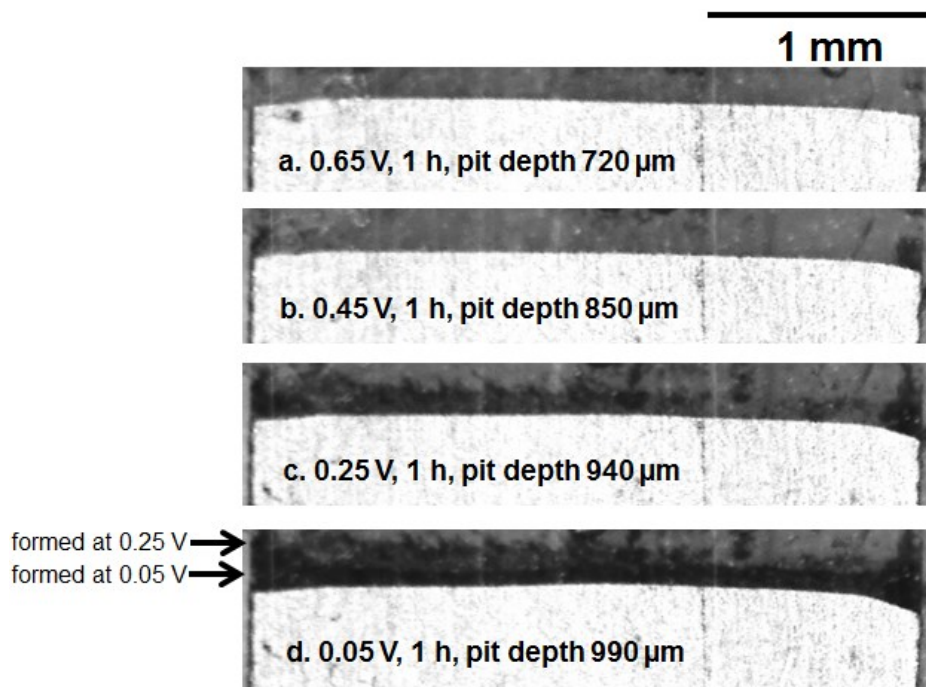 1 mm
a. 0.65 V, 1 h, pit depth 720 µm
b. 0.45 V, 1 h, pit depth 850 µm
c. 0.25 V, 1 h, pit depth 940 µm
formed at 0.25 V
formed at 0.05 V
d. 0.05 V, 1 h, pit depth 990 µm